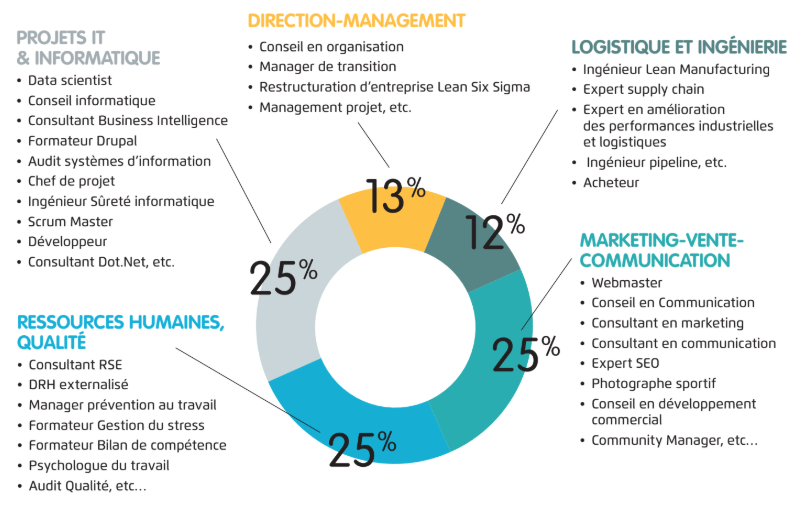 DIRECTION-MANAGEMENT
• Conseil en organisation
• Manager de transition
• Restructuration d'entreprise Lean Six Sigma
• Management projet, etc.
PROJETS IT
& INFORMATIQUE
• Data scientist
• Conseil informatique
• Consultant Business Intelligence
• Formateur Drupal
• Audit systèmes d'information
• Chef de projet
• Ingénieur Sûreté informatique
• Scrum Master
• Développeur
• Consultant Dot.Net, etc.
LOGISTIQUE ET INGÉNIERIE
• Ingénieur Lean Manufacturing
• Expert supply chain
• Expert en amélioration
des performances industrielles
et logistiques
• Ingénieur pipeline, etc.
• Acheteur
13%
12%
25%
25%
25%
MARKETING-VENTE-
COMMUNICATION
• Webmaster
• Conseil en Communication
• Consultant en marketing
• Consultant en communication
• Expert SEO
• Photographe sportif
• Conseil en développement
commercial
• Community Manager, etc...
RESSOURCES HUMAINES,
QUALITÉ
• Consultant RSE
• DRH externalisé
• Manager prévention au travail
• Formateur Gestion du stress
• Formateur Bilan de compétence
• Psychologue du travail
• Audit Qualité, etc...